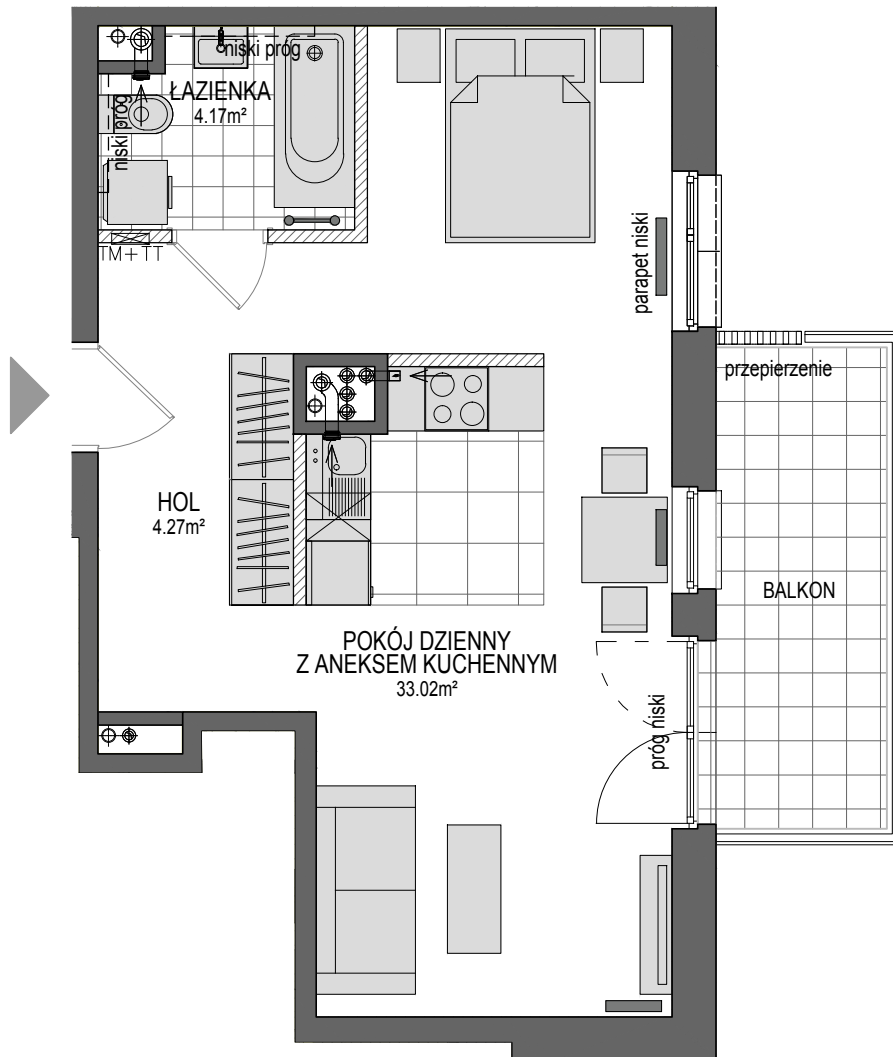 niski próg
ŁAZIENKA
4.17m²
niski próg
TM+TT
parapet niski
przepierzenie
HOL
4.27m²
BALKON
POKÓJ DZIENNY
Z ANEKSEM KUCHENNYM
33.02m²
próg niski